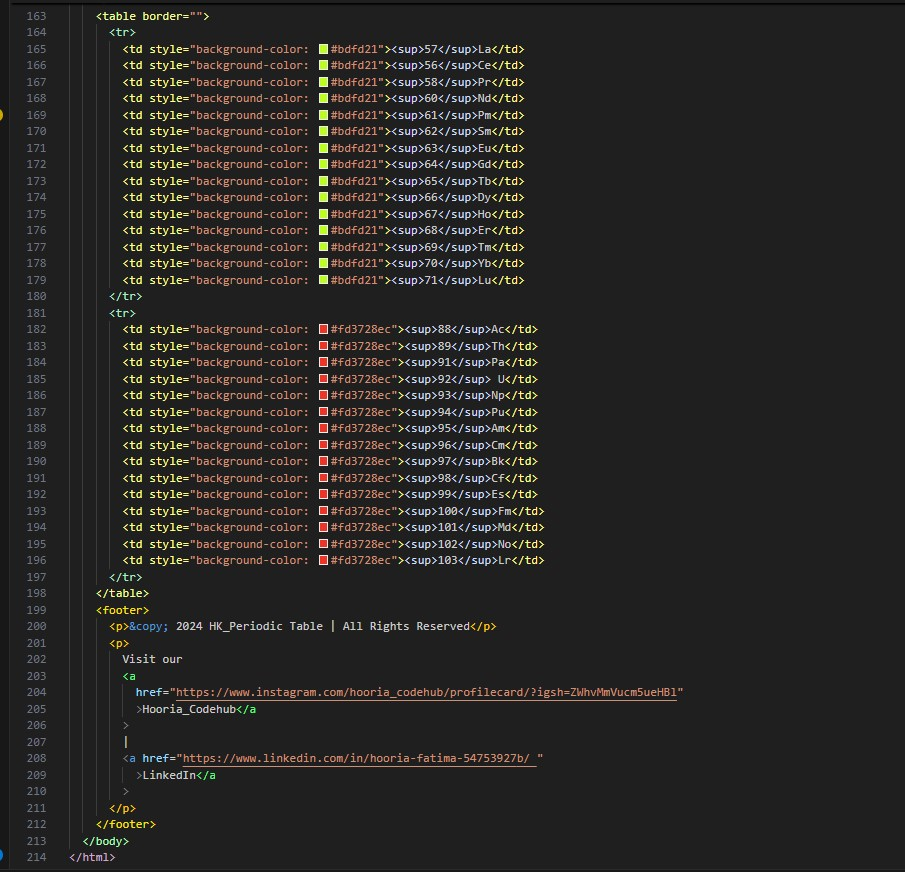 163 <table border="">
164 <tr>
165 <td style="background-color: #bdfd21"><sup>57</sup>La</td>
166 <td style="background-color: #bdfd21"><sup>56</sup>Ce</td>
167 <td style="background-color: #bdfd21"><sup>58</sup>Pr</td>
168 <td style="background-color: #bdfd21"><sup>60</sup>Nd</td>
169 <td style="background-color: #bdfd21"><sup>61</sup>Pm</td>
170 <td style="background-color: #bdfd21"><sup>62</sup>Sm</td>
171 <td style="background-color: #bdfd21"><sup>63</sup>Eu</td>
172 <td style="background-color: #bdfd21"><sup>64</sup>Gd</td>
173 <td style="background-color: #bdfd21"><sup>65</sup>Tb</td>
174 <td style="background-color: #bdfd21"><sup>66</sup>Dy</td>
175 <td style="background-color: #bdfd21"><sup>67</sup>Ho</td>
176 <td style="background-color: #bdfd21"><sup>68</sup>Er</td>
177 <td style="background-color: #bdfd21"><sup>69</sup>Tm</td>
178 <td style="background-color: #bdfd21"><sup>70</sup>Yb</td>
179 <td style="background-color: #bdfd21"><sup>71</sup>Lu</td>
180 </tr>
181 <tr>
182 <td style="background-color: #fd3728ec"><sup>88</sup>Ac</td>
183 <td style="background-color: #fd3728ec"><sup>89</sup>Th</td>
184 <td style="background-color: #fd3728ec"><sup>91</sup>Pa</td>
185 <td style="background-color: #fd3728ec"><sup>92</sup> U</td>
186 <td style="background-color: #fd3728ec"><sup>93</sup>Np</td>
187 <td style="background-color: #fd3728ec"><sup>94</sup>Pu</td>
188 <td style="background-color: #fd3728ec"><sup>95</sup>Am</td>
189 <td style="background-color: #fd3728ec"><sup>96</sup>Cm</td>
190 <td style="background-color: #fd3728ec"><sup>97</sup>Bk</td>
191 <td style="background-color: #fd3728ec"><sup>98</sup>Cf</td>
192 <td style="background-color: #fd3728ec"><sup>99</sup>Es</td>
193 <td style="background-color: #fd3728ec"><sup>100</sup>Fm</td>
194 <td style="background-color: #fd3728ec"><sup>101</sup>Md</td>
195 <td style="background-color: #fd3728ec"><sup>102</sup>No</td>
196 <td style="background-color: #fd3728ec"><sup>103</sup>Lr</td>
197 </tr>
198 </table>
199 <footer>
200 <p>&copy; 2024 HK_Periodic Table | All Rights Reserved</p>
201 <p>
202 Visit our
203 <a
204 href="https://www.instagram.com/hooria_codehub/profilecard/?igsh=ZWhvMmVucm5ueHBl"
205 >Hooria_Codehub</a
206 >
207 |
208 <a href="https://www.linkedin.com/in/hooria-fatima-54753927b/ "
209 >LinkedIn</a
210 >
211 </p>
212 </footer>
213 </body>
214 </html>